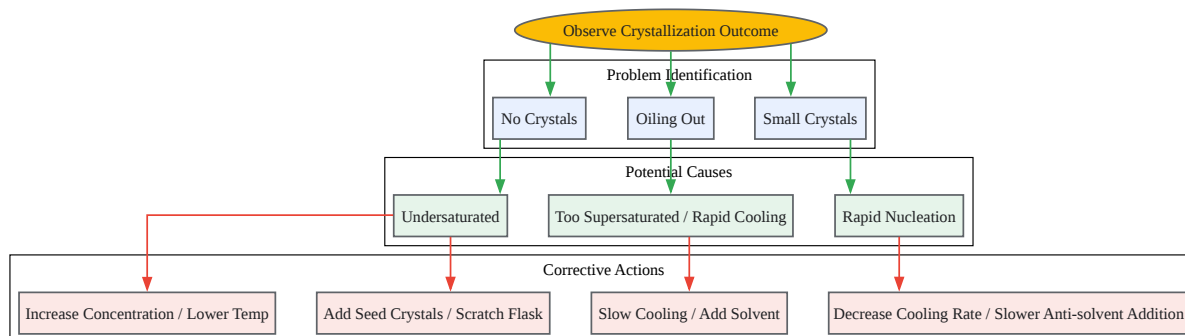 Observe Crystallization Outcome
Problem Identification
No Crystals
Oiling Out
Small Crystals
Potential Causes
Undersaturated
Too Supersaturated / Rapid Cooling
Rapid Nucleation
Corrective Actions
Increase Concentration / Lower Temp
Add Seed Crystals / Scratch Flask
Slow Cooling / Add Solvent
Decrease Cooling Rate / Slower Anti-solvent Addition